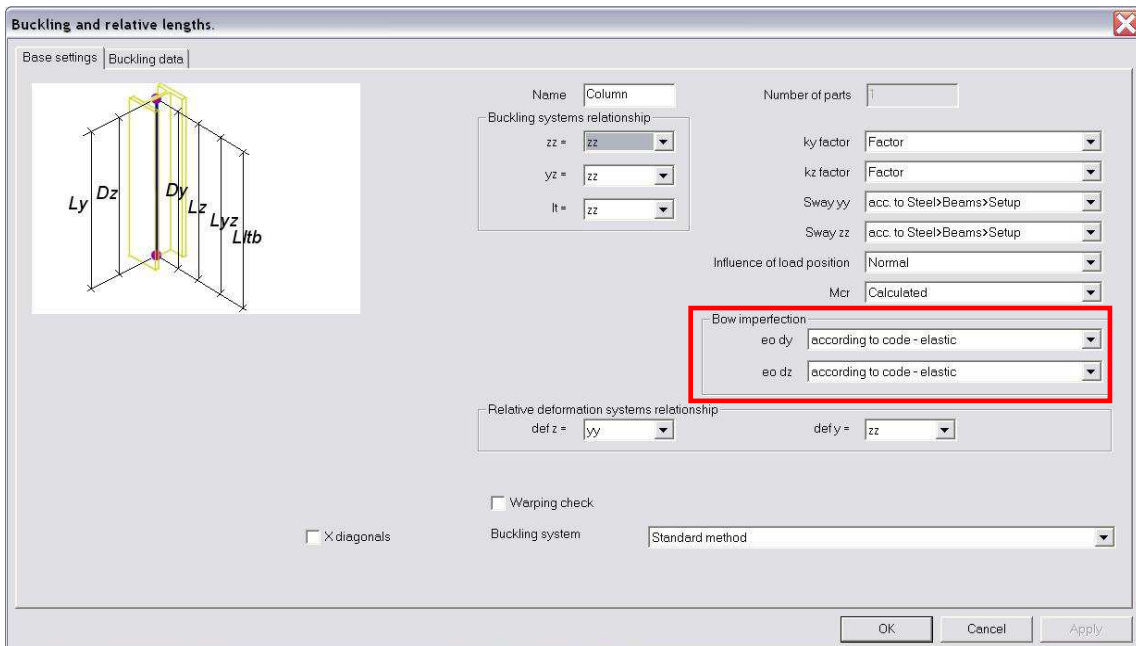 Buckling and relative lengths.
Base settings Buckling data
Name Column Number of parts 1
Buckling systems relationship
zz = zz ky factor Factor
yz = zz kz factor Factor
lt = zz Sway yy acc. to Steel>Beams>Setup
Sway zz acc. to Steel>Beams>Setup
Influence of load position Normal
Mcr Calculated
Ly Dz Dy Lz Lyz Lltb
Bow imperfection
eo dy according to code - elastic
eo dz according to code - elastic
Relative deformation systems relationship
def z = yy def y = zz
Warping check
X diagonals Buckling system Standard method
OK Cancel Apply